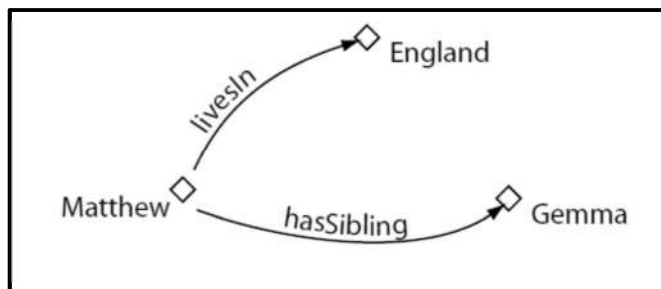 England
livesIn
Matthew
hasSibling
Gemma